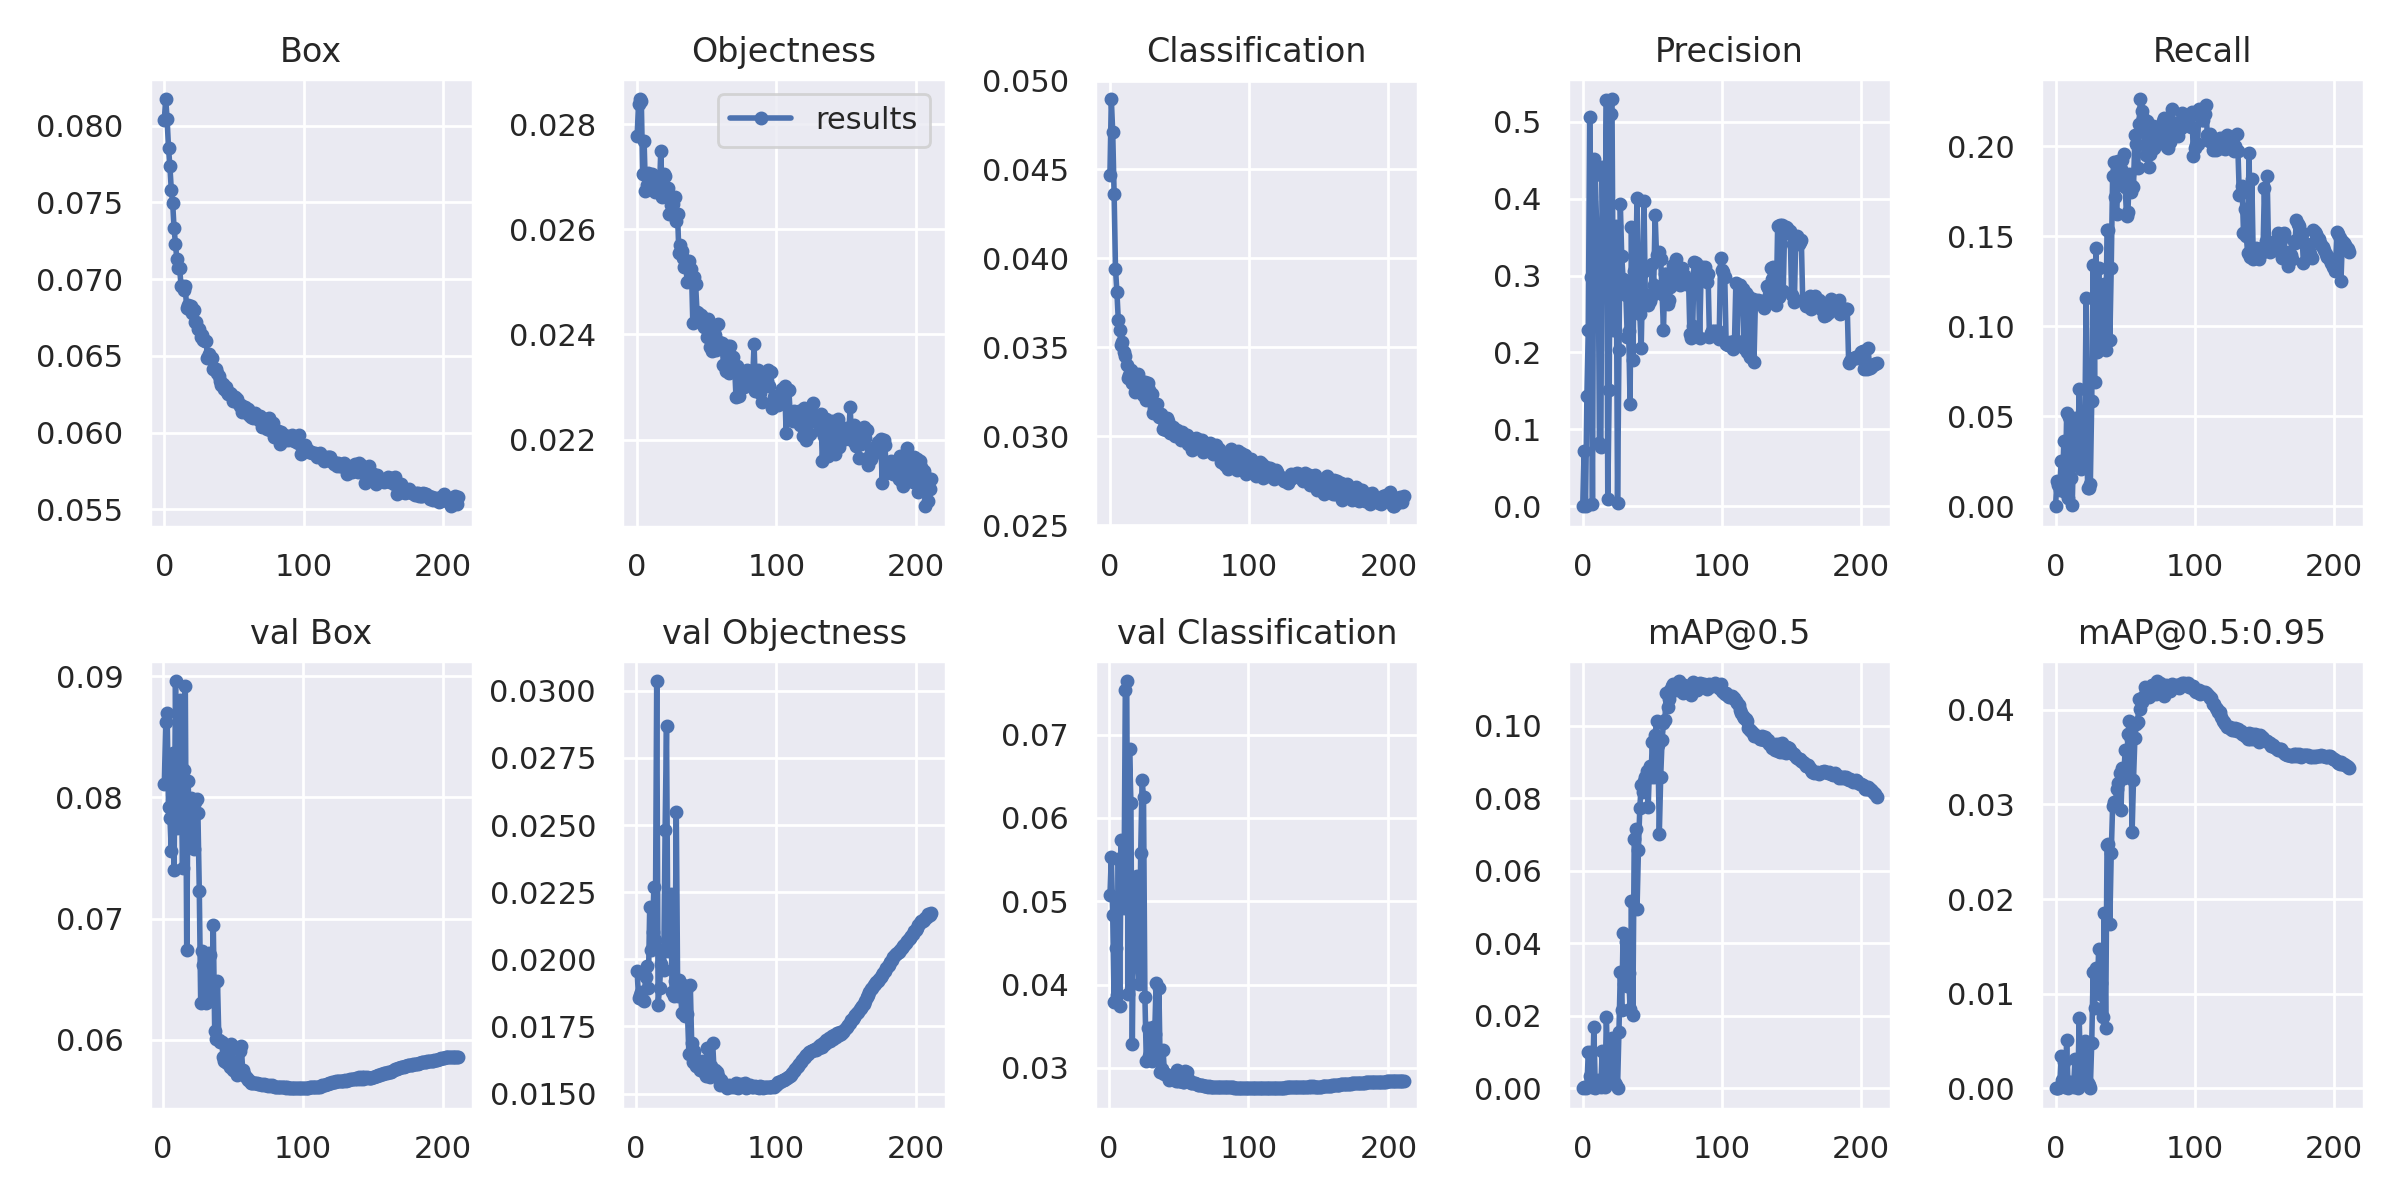 Box
0.080
0.075
0.070
0.065
0.060
0.055
0 100 200
Objectness
results
0.028
0.026
0.024
0.022
0 100 200
Classification
0.050
0.045
0.040
0.035
0.030
0.025
0 100 200
Precision
0.5
0.4
0.3
0.2
0.1
0.0
0 100 200
Recall
0.20
0.15
0.10
0.05
0.00
0 100 200
val Box
0.09
0.08
0.07
0.06
0 100 200
val Objectness
0.0300
0.0275
0.0250
0.0225
0.0200
0.0175
0.0150
0 100 200
val Classification
0.07
0.06
0.05
0.04
0.03
0 100 200
mAP@0.5
0.10
0.08
0.06
0.04
0.02
0.00
0 100 200
mAP@0.5:0.95
0.04
0.03
0.02
0.01
0.00
0 100 200